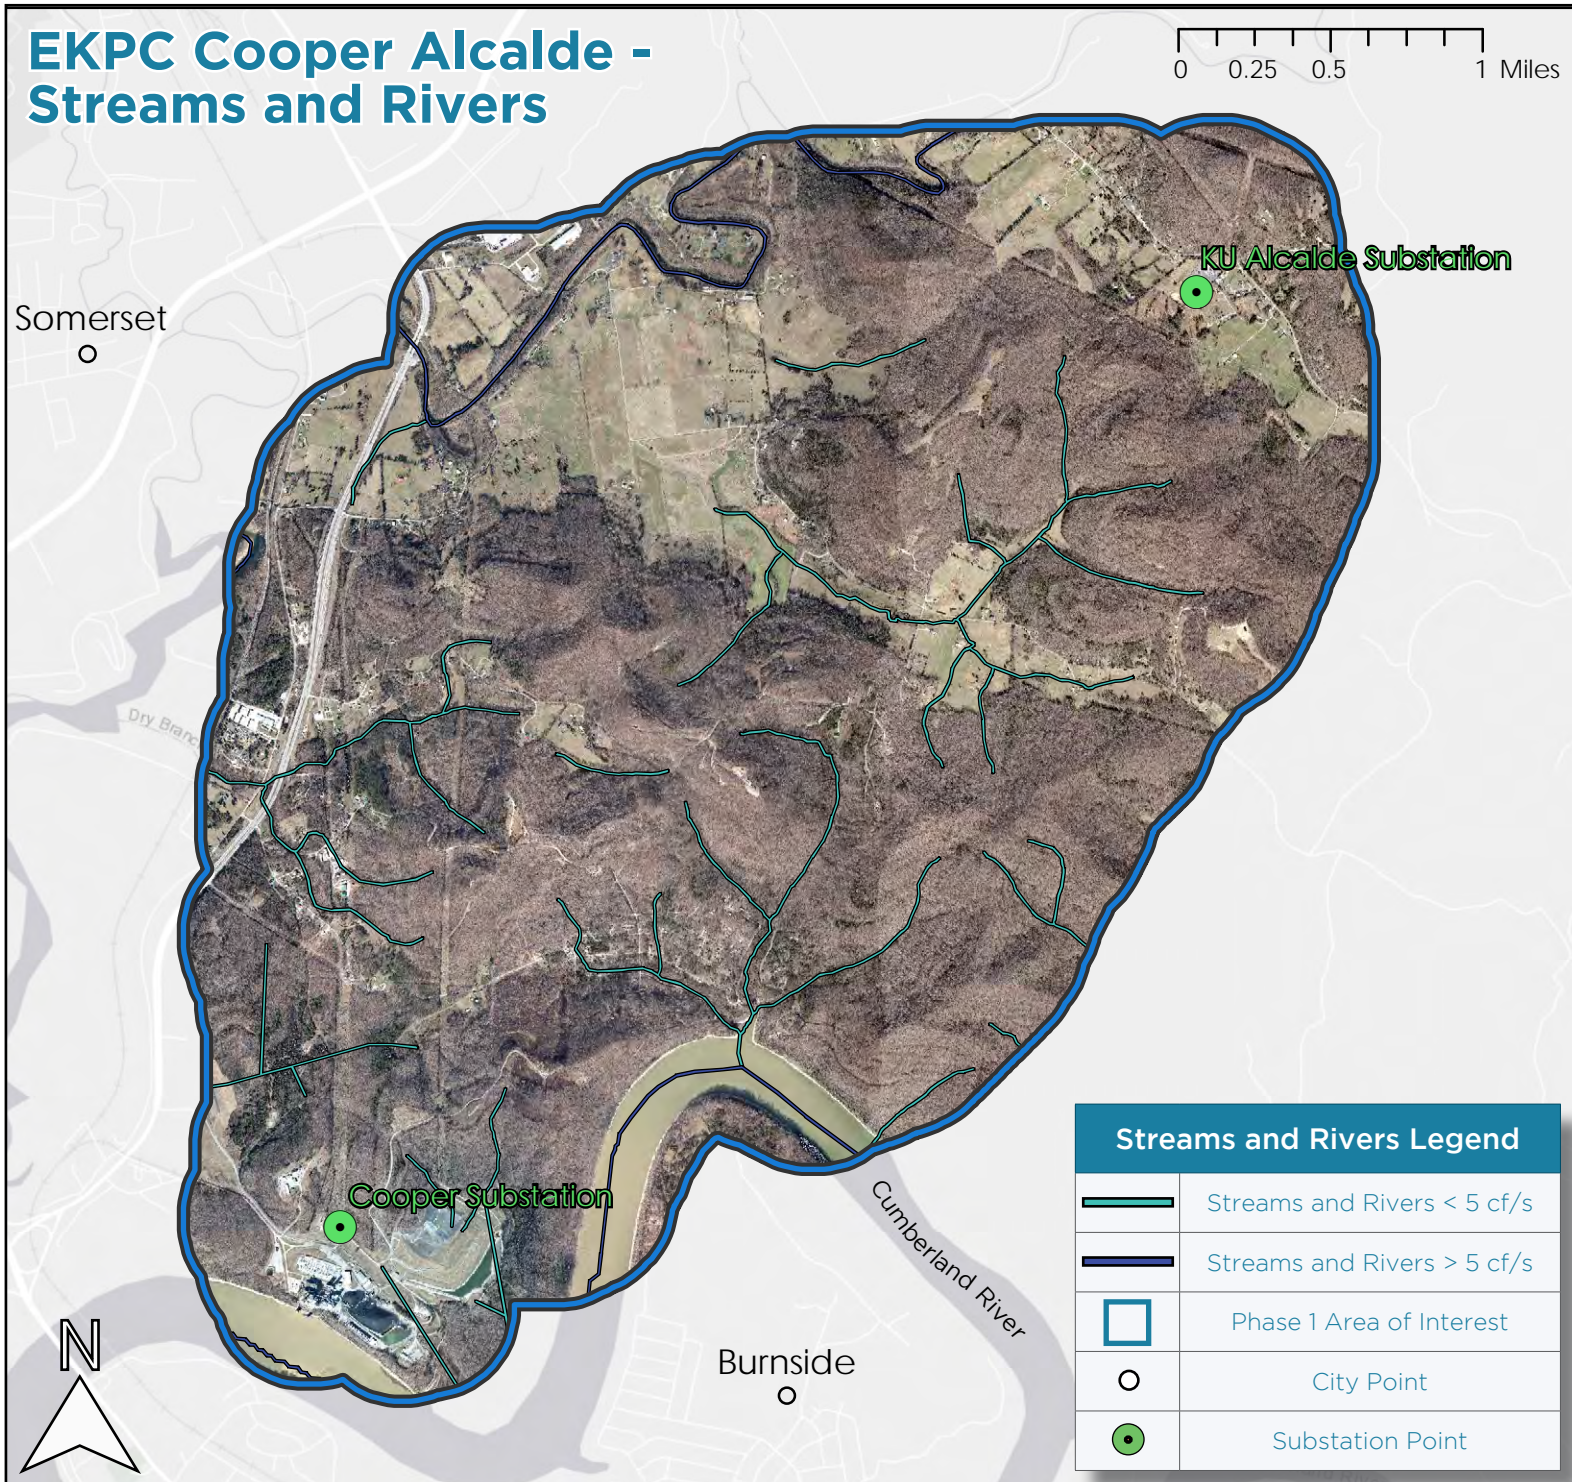 EKPC Cooper Alcalde -
Streams and Rivers
0 0.25 0.5 1 Miles
KU Alcalde Substation
Somerset
Dry Branch
Cooper Substation
Cumberland River
Burnside
Streams and Rivers Legend
Streams and Rivers < 5 cf/s
Streams and Rivers > 5 cf/s
Phase 1 Area of Interest
City Point
Substation Point
N